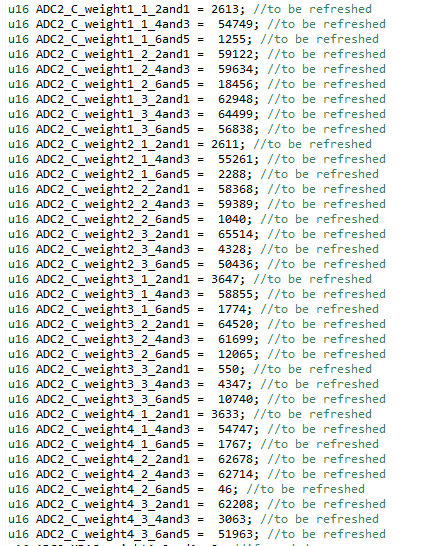 u16 ADC2_C_weight1_1_2and1 = 2613; //to be refreshed
u16 ADC2_C_weight1_1_4and3 =  54749; //to be refreshed
u16 ADC2_C_weight1_1_6and5 =  1255; //to be refreshed
u16 ADC2_C_weight1_2_2and1 =  59122; //to be refreshed
u16 ADC2_C_weight1_2_4and3 =  59634; //to be refreshed
u16 ADC2_C_weight1_2_6and5 =  18456; //to be refreshed
u16 ADC2_C_weight1_3_2and1 =  62948; //to be refreshed
u16 ADC2_C_weight1_3_4and3 =  64499; //to be refreshed
u16 ADC2_C_weight1_3_6and5 =  56838; //to be refreshed
u16 ADC2_C_weight2_1_2and1 = 2611; //to be refreshed
u16 ADC2_C_weight2_1_4and3 =  55261; //to be refreshed
u16 ADC2_C_weight2_1_6and5 =  2288; //to be refreshed
u16 ADC2_C_weight2_2_2and1 =  58368; //to be refreshed
u16 ADC2_C_weight2_2_4and3 =  59389; //to be refreshed
u16 ADC2_C_weight2_2_6and5 =  1040; //to be refreshed
u16 ADC2_C_weight2_3_2and1 =  65514; //to be refreshed
u16 ADC2_C_weight2_3_4and3 =  4328; //to be refreshed
u16 ADC2_C_weight2_3_6and5 =  50436; //to be refreshed
u16 ADC2_C_weight3_1_2and1 = 3647; //to be refreshed
u16 ADC2_C_weight3_1_4and3 =  58855; //to be refreshed
u16 ADC2_C_weight3_1_6and5 =  1774; //to be refreshed
u16 ADC2_C_weight3_2_2and1 =  64520; //to be refreshed
u16 ADC2_C_weight3_2_4and3 =  61699; //to be refreshed
u16 ADC2_C_weight3_2_6and5 =  12065; //to be refreshed
u16 ADC2_C_weight3_3_2and1 =  550; //to be refreshed
u16 ADC2_C_weight3_3_4and3 =  4347; //to be refreshed
u16 ADC2_C_weight3_3_6and5 =  10740; //to be refreshed
u16 ADC2_C_weight4_1_2and1 = 3633; //to be refreshed
u16 ADC2_C_weight4_1_4and3 =  54747; //to be refreshed
u16 ADC2_C_weight4_1_6and5 =  1767; //to be refreshed
u16 ADC2_C_weight4_2_2and1 =  62678; //to be refreshed
u16 ADC2_C_weight4_2_4and3 =  62714; //to be refreshed
u16 ADC2_C_weight4_2_6and5 =  46; //to be refreshed
u16 ADC2_C_weight4_3_2and1 =  62208; //to be refreshed
u16 ADC2_C_weight4_3_4and3 =  3063; //to be refreshed
u16 ADC2_C_weight4_3_6and5 =  51963; //to be refreshed